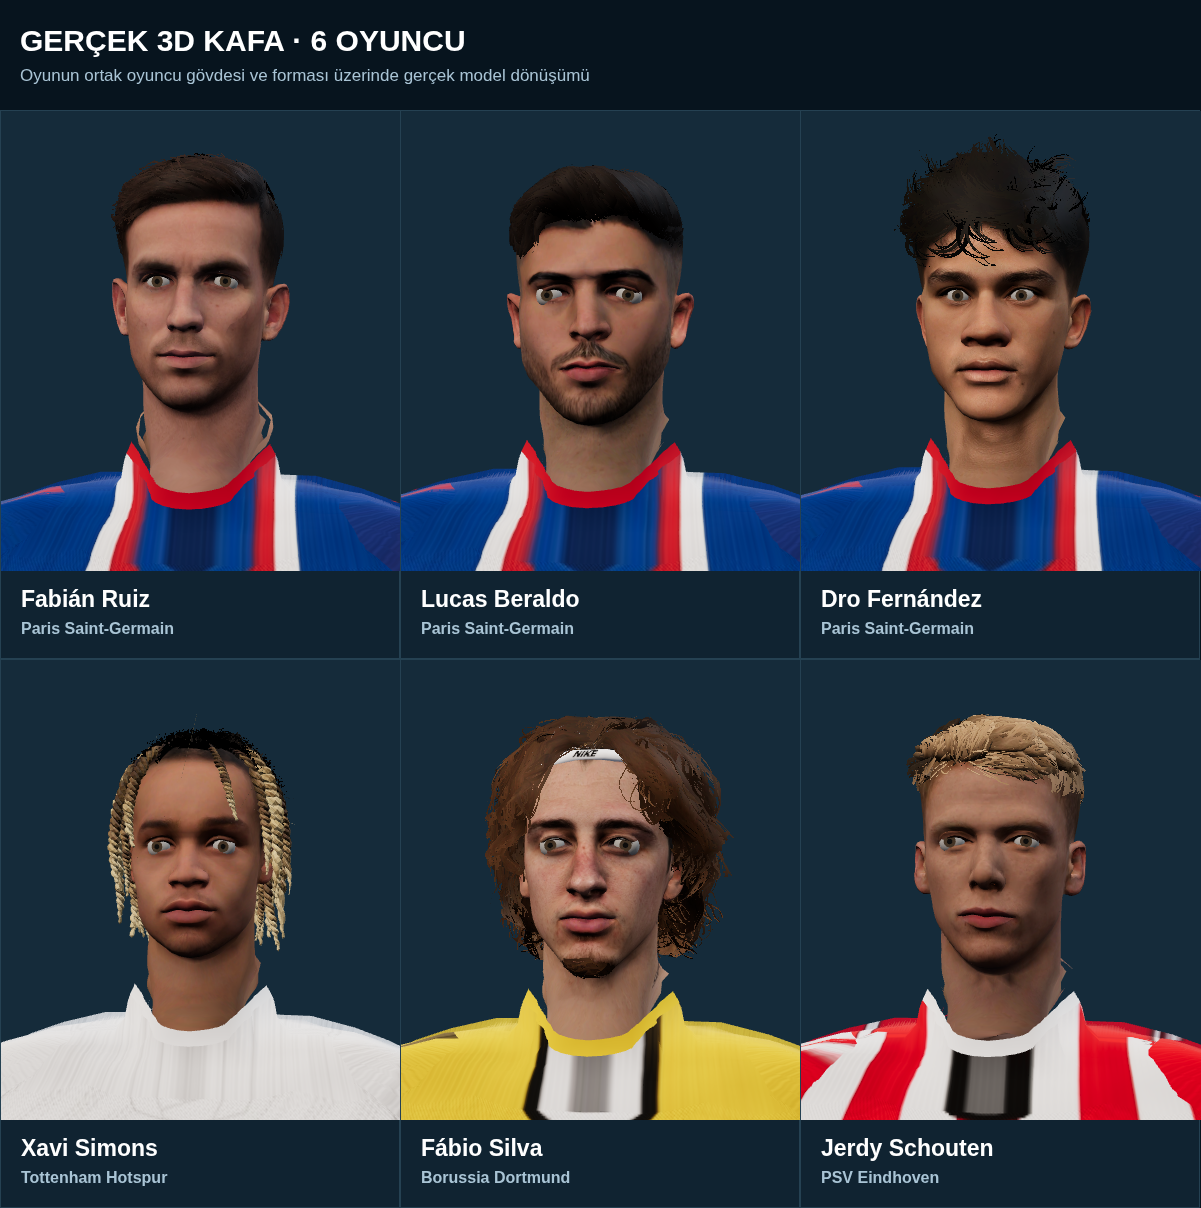 GERÇEK 3D KAFA · 6 OYUNCU
Oyunun ortak oyuncu gövdesi ve forması üzerinde gerçek model dönüşümü
Fabián Ruiz
Paris Saint-Germain
Lucas Beraldo
Paris Saint-Germain
Dro Fernández
Paris Saint-Germain
NIKE
Xavi Simons
Tottenham Hotspur
Fábio Silva
Borussia Dortmund
Jerdy Schouten
PSV Eindhoven